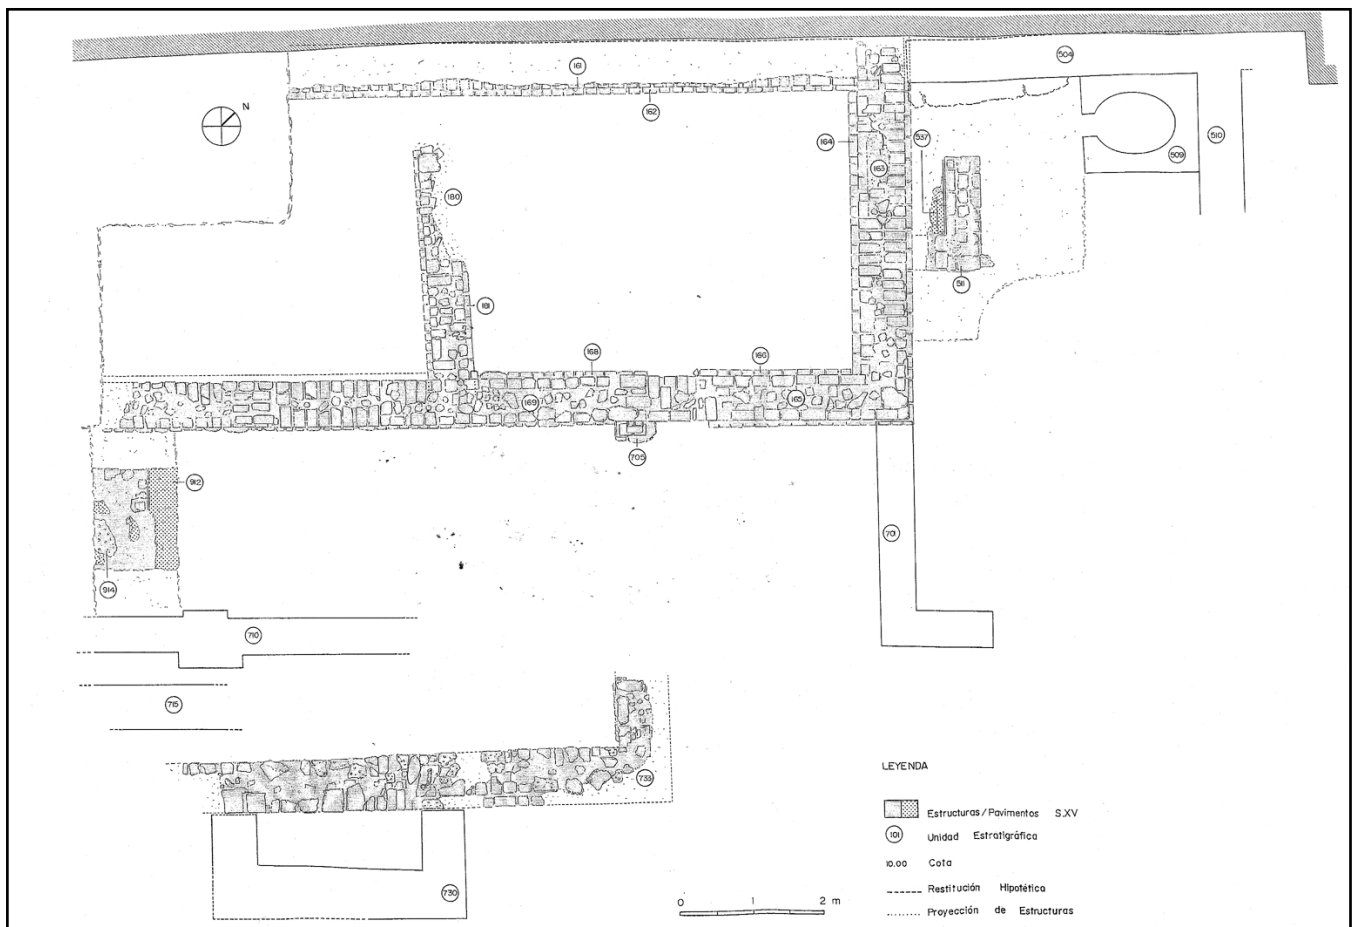 504
161
162
N
164
537
510
509
163
180
511
181
168
166
169
165
705
912
701
914
710
715
733
730
LEYENDA
Estructuras/Pavimentos S.XV
101 Unidad Estratigráfica
10.00 Cota
Restitución Hipotética
Proyección de Estructuras
0 2 m